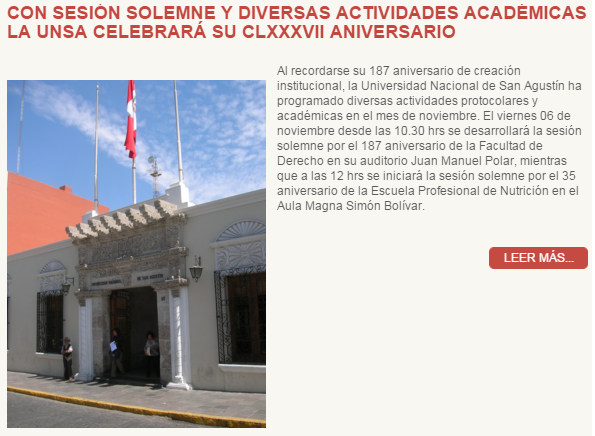 CON SESIÓN SOLEMNE Y DIVERSAS ACTIVIDADES ACADÉMICAS
LA UNSA CELEBRARÁ SU CLXXXVII ANIVERSARIO
Al recordarse su 187 aniversario de creación
institucional, la Universidad Nacional de San Agustín ha
programado diversas actividades protocolares y
académicas en el mes de noviembre. El viernes 06 de
noviembre desde las 10.30 hrs se desarrollará la sesión
solemne por el 187 aniversario de la Facultad de
Derecho en su auditorio Juan Manuel Polar, mientras
que a las 12 hrs se iniciará la sesión solemne por el 35
aniversario de la Escuela Profesional de Nutrición en el
Aula Magna Simón Bolívar.
LEER MÁS...